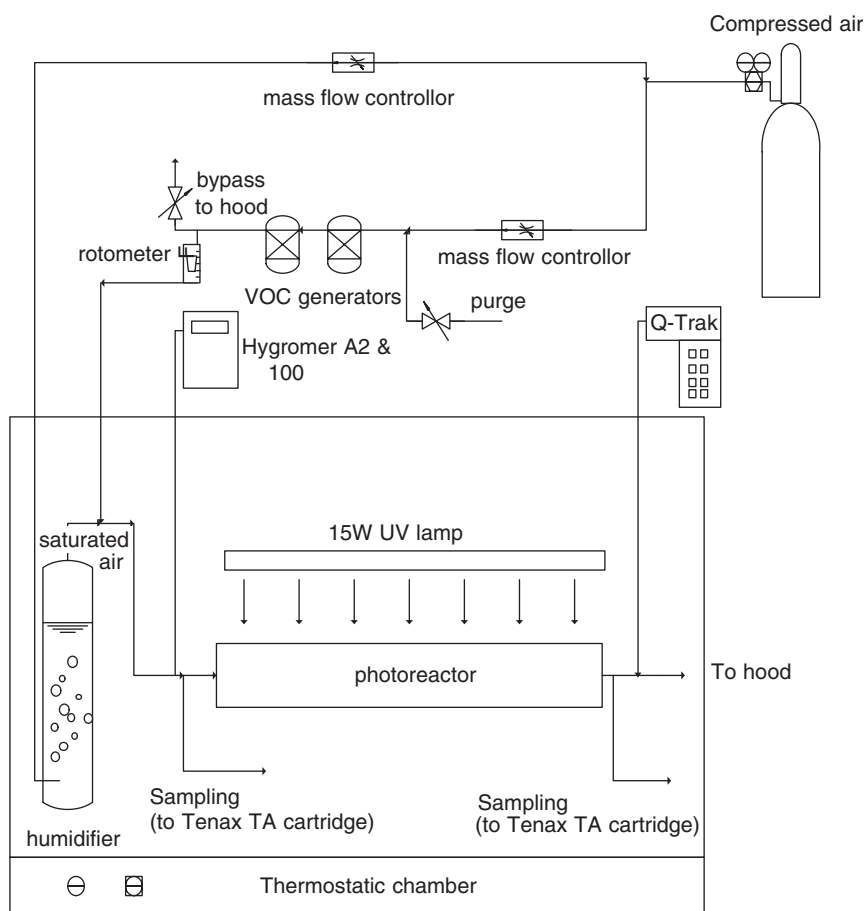 Compressed air
mass flow controllor
bypass
to hood
rotometer
mass flow controllor
VOC generators
purge
Q-Trak
Hygromer A2 &
100
15W UV lamp
saturated
air
photoreactor
To hood
Sampling
(to Tenax TA cartridge)
Sampling
(to Tenax TA cartridge)
humidifier
Thermostatic chamber